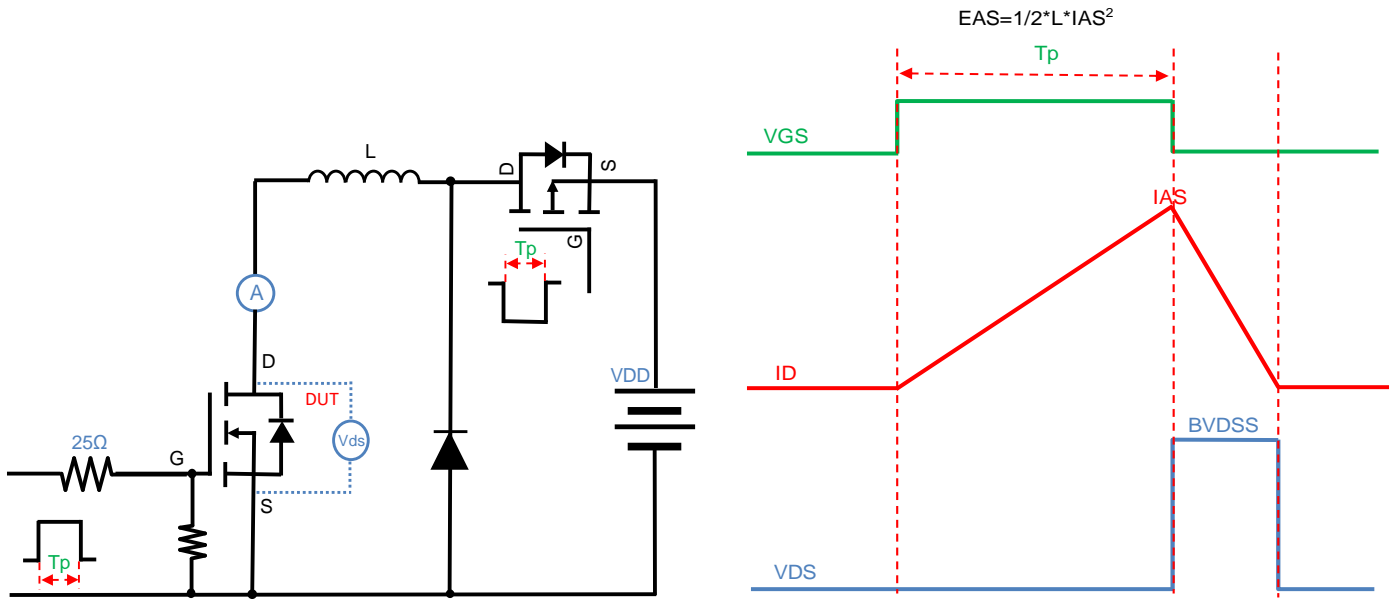 L
D
S
G
Tp
A
D
DUT
Vds
25Ω
G
S
Tp
VDD
EAS=1/2*L*IAS²
Tp
VGS
IAS
ID
BVDSS
VDS